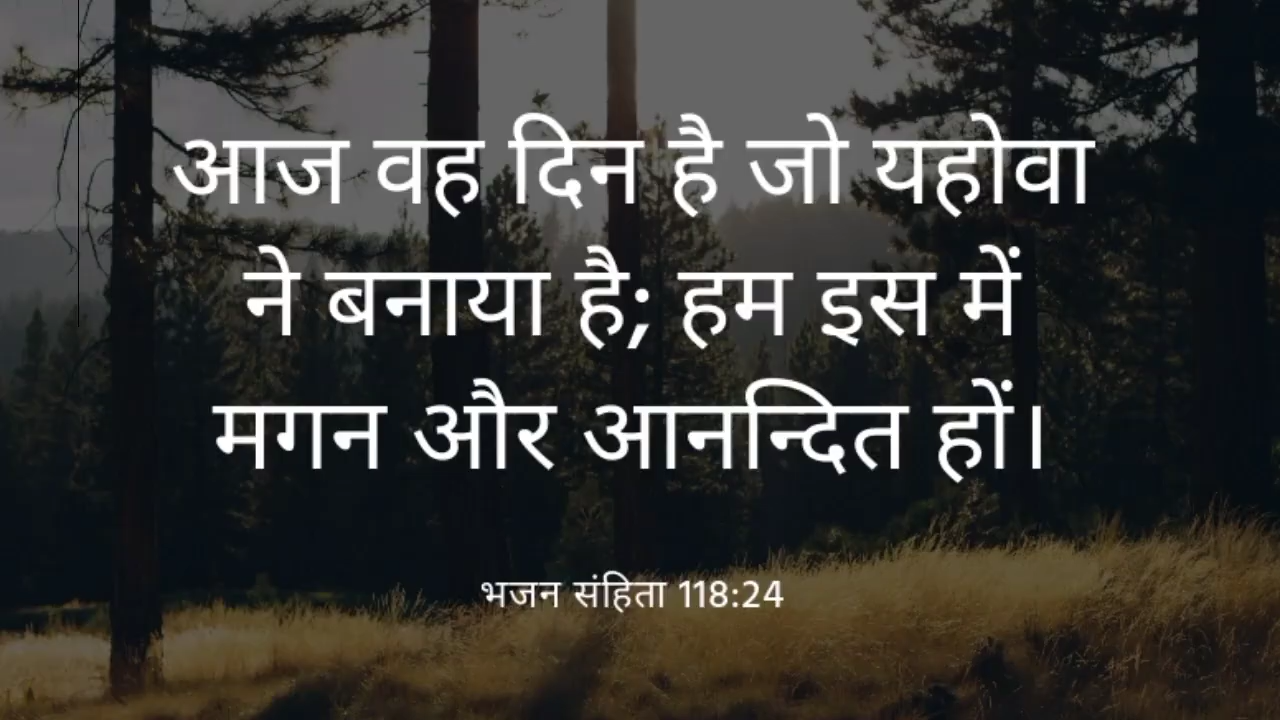 आज वह दिन है जो यहोवा
ने बनाया है; हम इस में
मगन और आनन्दित हों।
भजन संहिता 118:24